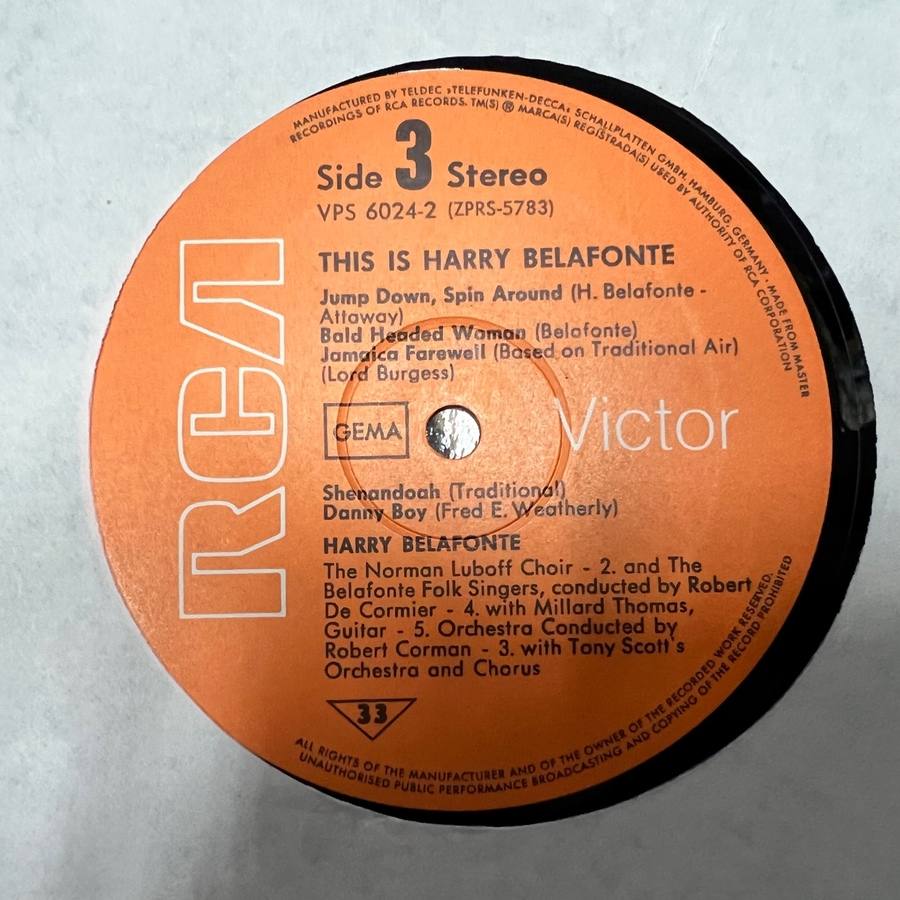 MANUFACTURED BY TELDEC »TELEFUNKEN-DECCA« SCHALLPLATTEN GMBH, HAMBURG, GERMANY · MADE FROM MASTER
RECORDINGS OF RCA RECORDS. TM(S) ® MARCA(S) REGISTRADA(S) USED BY AUTHORITY OF RCA CORPORATION
Side 3 Stereo
VPS 6024-2 (ZPRS-5783)
THIS IS HARRY BELAFONTE
Jump Down, Spin Around (H. Belafonte -
Attaway)
Bald Headed Woman (Belafonte)
Jamaica Farewell (Based on Traditional Air)
(Lord Burgess)
RCA
GEMA
Victor
Shenandoah (Traditional)
Danny Boy (Fred E. Weatherly)
HARRY BELAFONTE
The Norman Luboff Choir - 2. and The
Belafonte Folk Singers, conducted by Robert
De Cormier - 4. with Millard Thomas,
Guitar - 5. Orchestra Conducted by
Robert Corman - 3. with Tony Scott's
Orchestra and Chorus
33
ALL RIGHTS OF THE MANUFACTURER AND OF THE OWNER OF THE RECORDED WORK RESERVED.
UNAUTHORISED PUBLIC PERFORMANCE BROADCASTING AND COPYING OF THE RECORD PROHIBITED